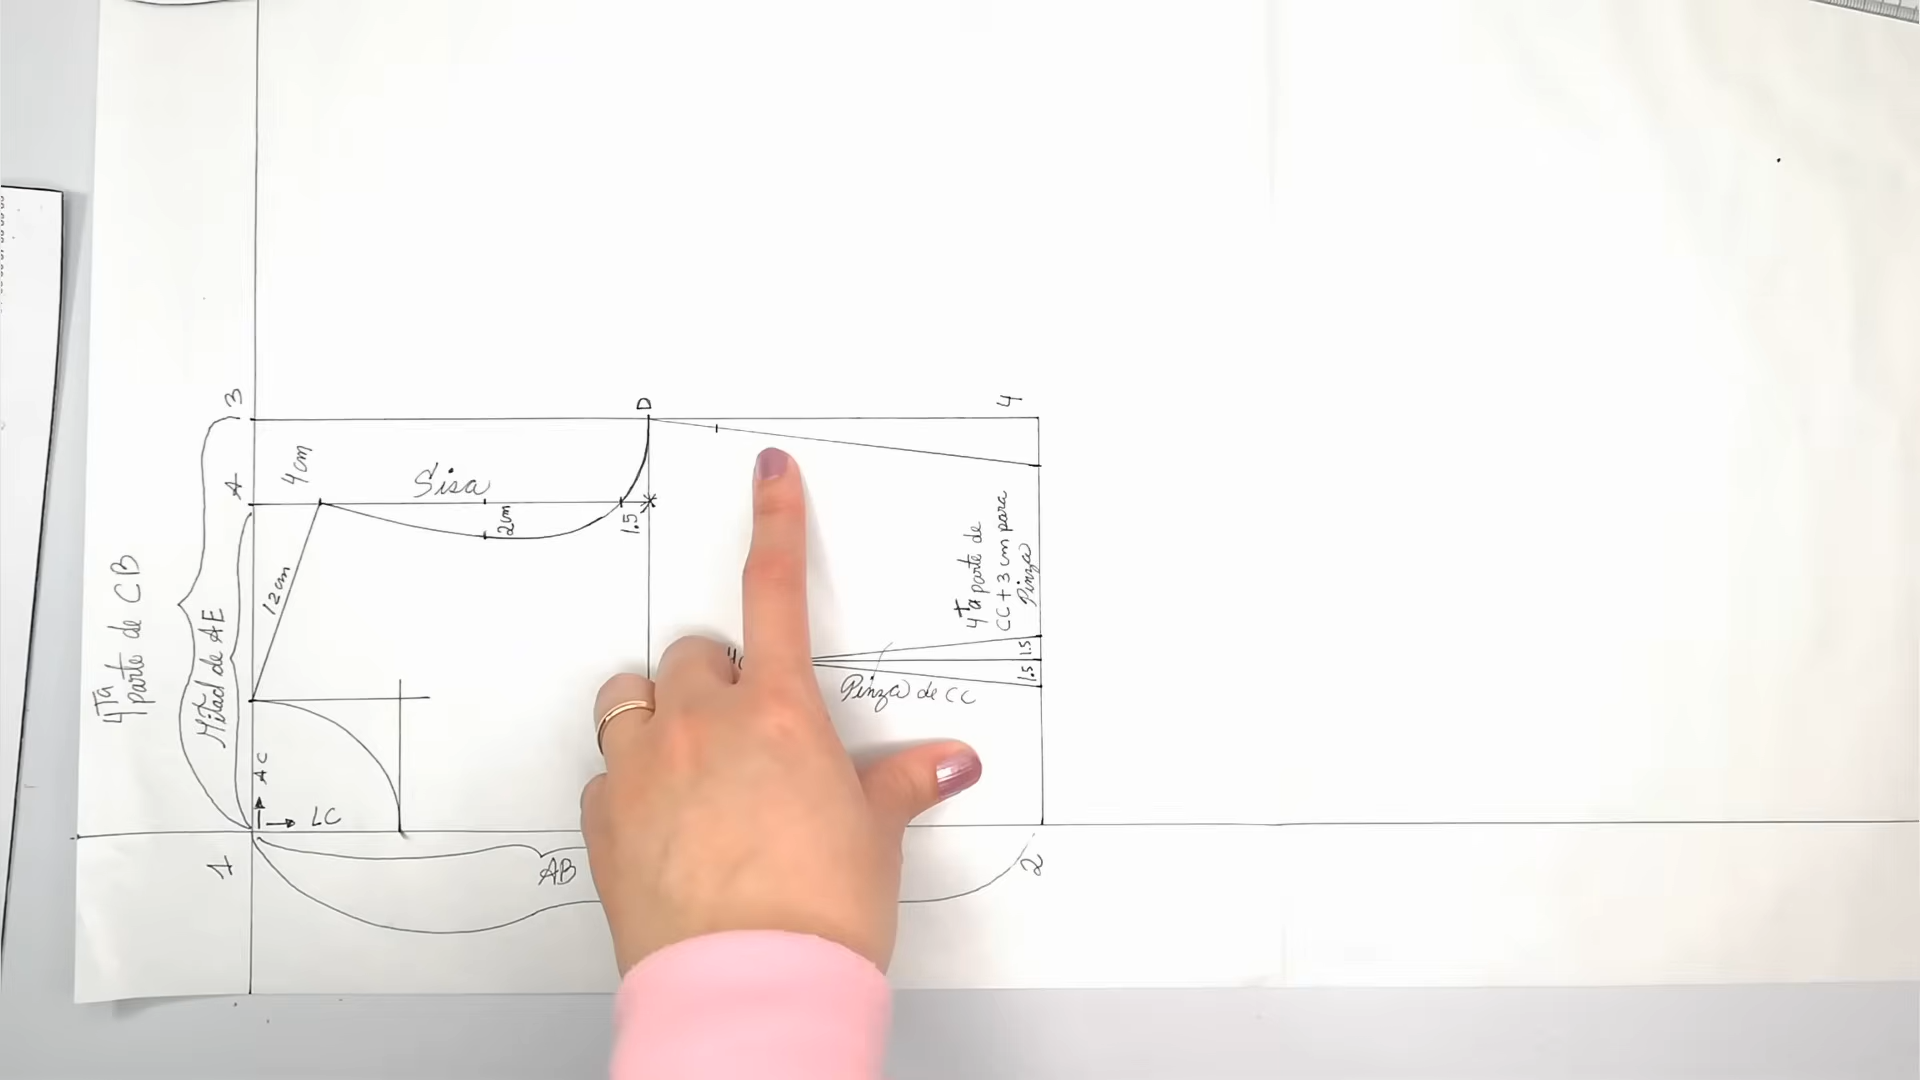 4Ta
parte de CB
Mitad de AE
3
A
4cm
12cm
Sisa
2cm
1.5
D
4
4Ta parte de
CC + 3 cm para
Pinza
1.5
1.5
Pinza de CC
AC
LC
1
AB
2